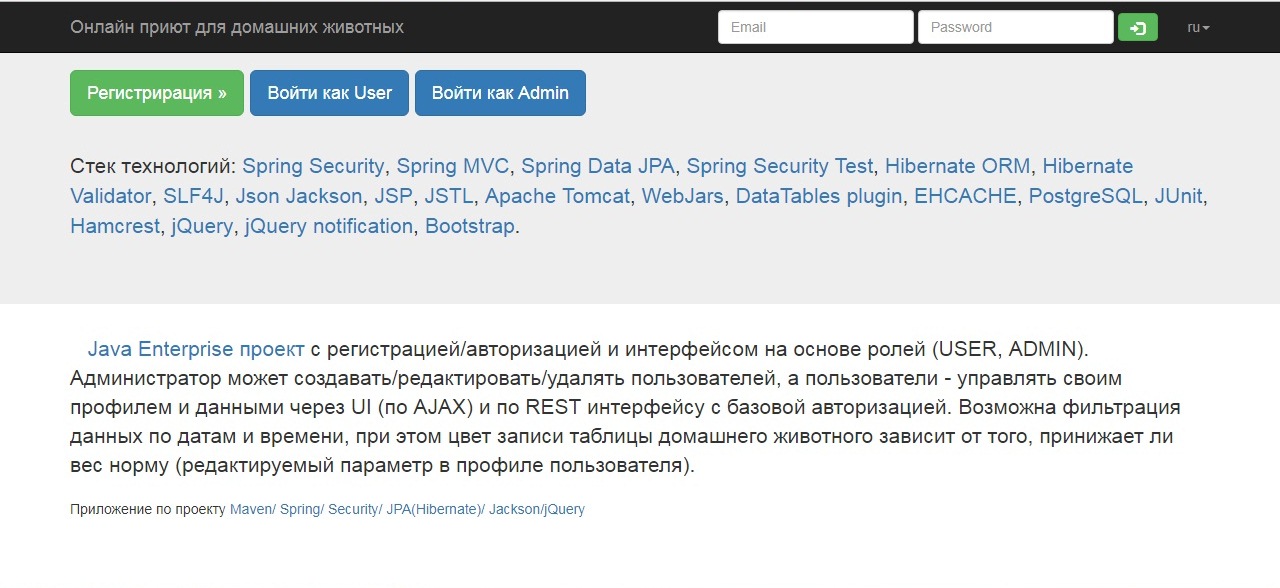 Онлайн приют для домашних животных Email Password ru
Регистрирация » Войти как User Войти как Admin
Стек технологий: Spring Security, Spring MVC, Spring Data JPA, Spring Security Test, Hibernate ORM, Hibernate
Validator, SLF4J, Json Jackson, JSP, JSTL, Apache Tomcat, WebJars, DataTables plugin, EHCACHE, PostgreSQL, JUnit,
Hamcrest, jQuery, jQuery notification, Bootstrap.
Java Enterprise проект с регистрацией/авторизацией и интерфейсом на основе ролей (USER, ADMIN).
Администратор может создавать/редактировать/удалять пользователей, а пользователи - управлять своим
профилем и данными через UI (по AJAX) и по REST интерфейсу с базовой авторизацией. Возможна фильтрация
данных по датам и времени, при этом цвет записи таблицы домашнего животного зависит от того, принижает ли
вес норму (редактируемый параметр в профиле пользователя).
Приложение по проекту Maven/ Spring/ Security/ JPA(Hibernate)/ Jackson/jQuery